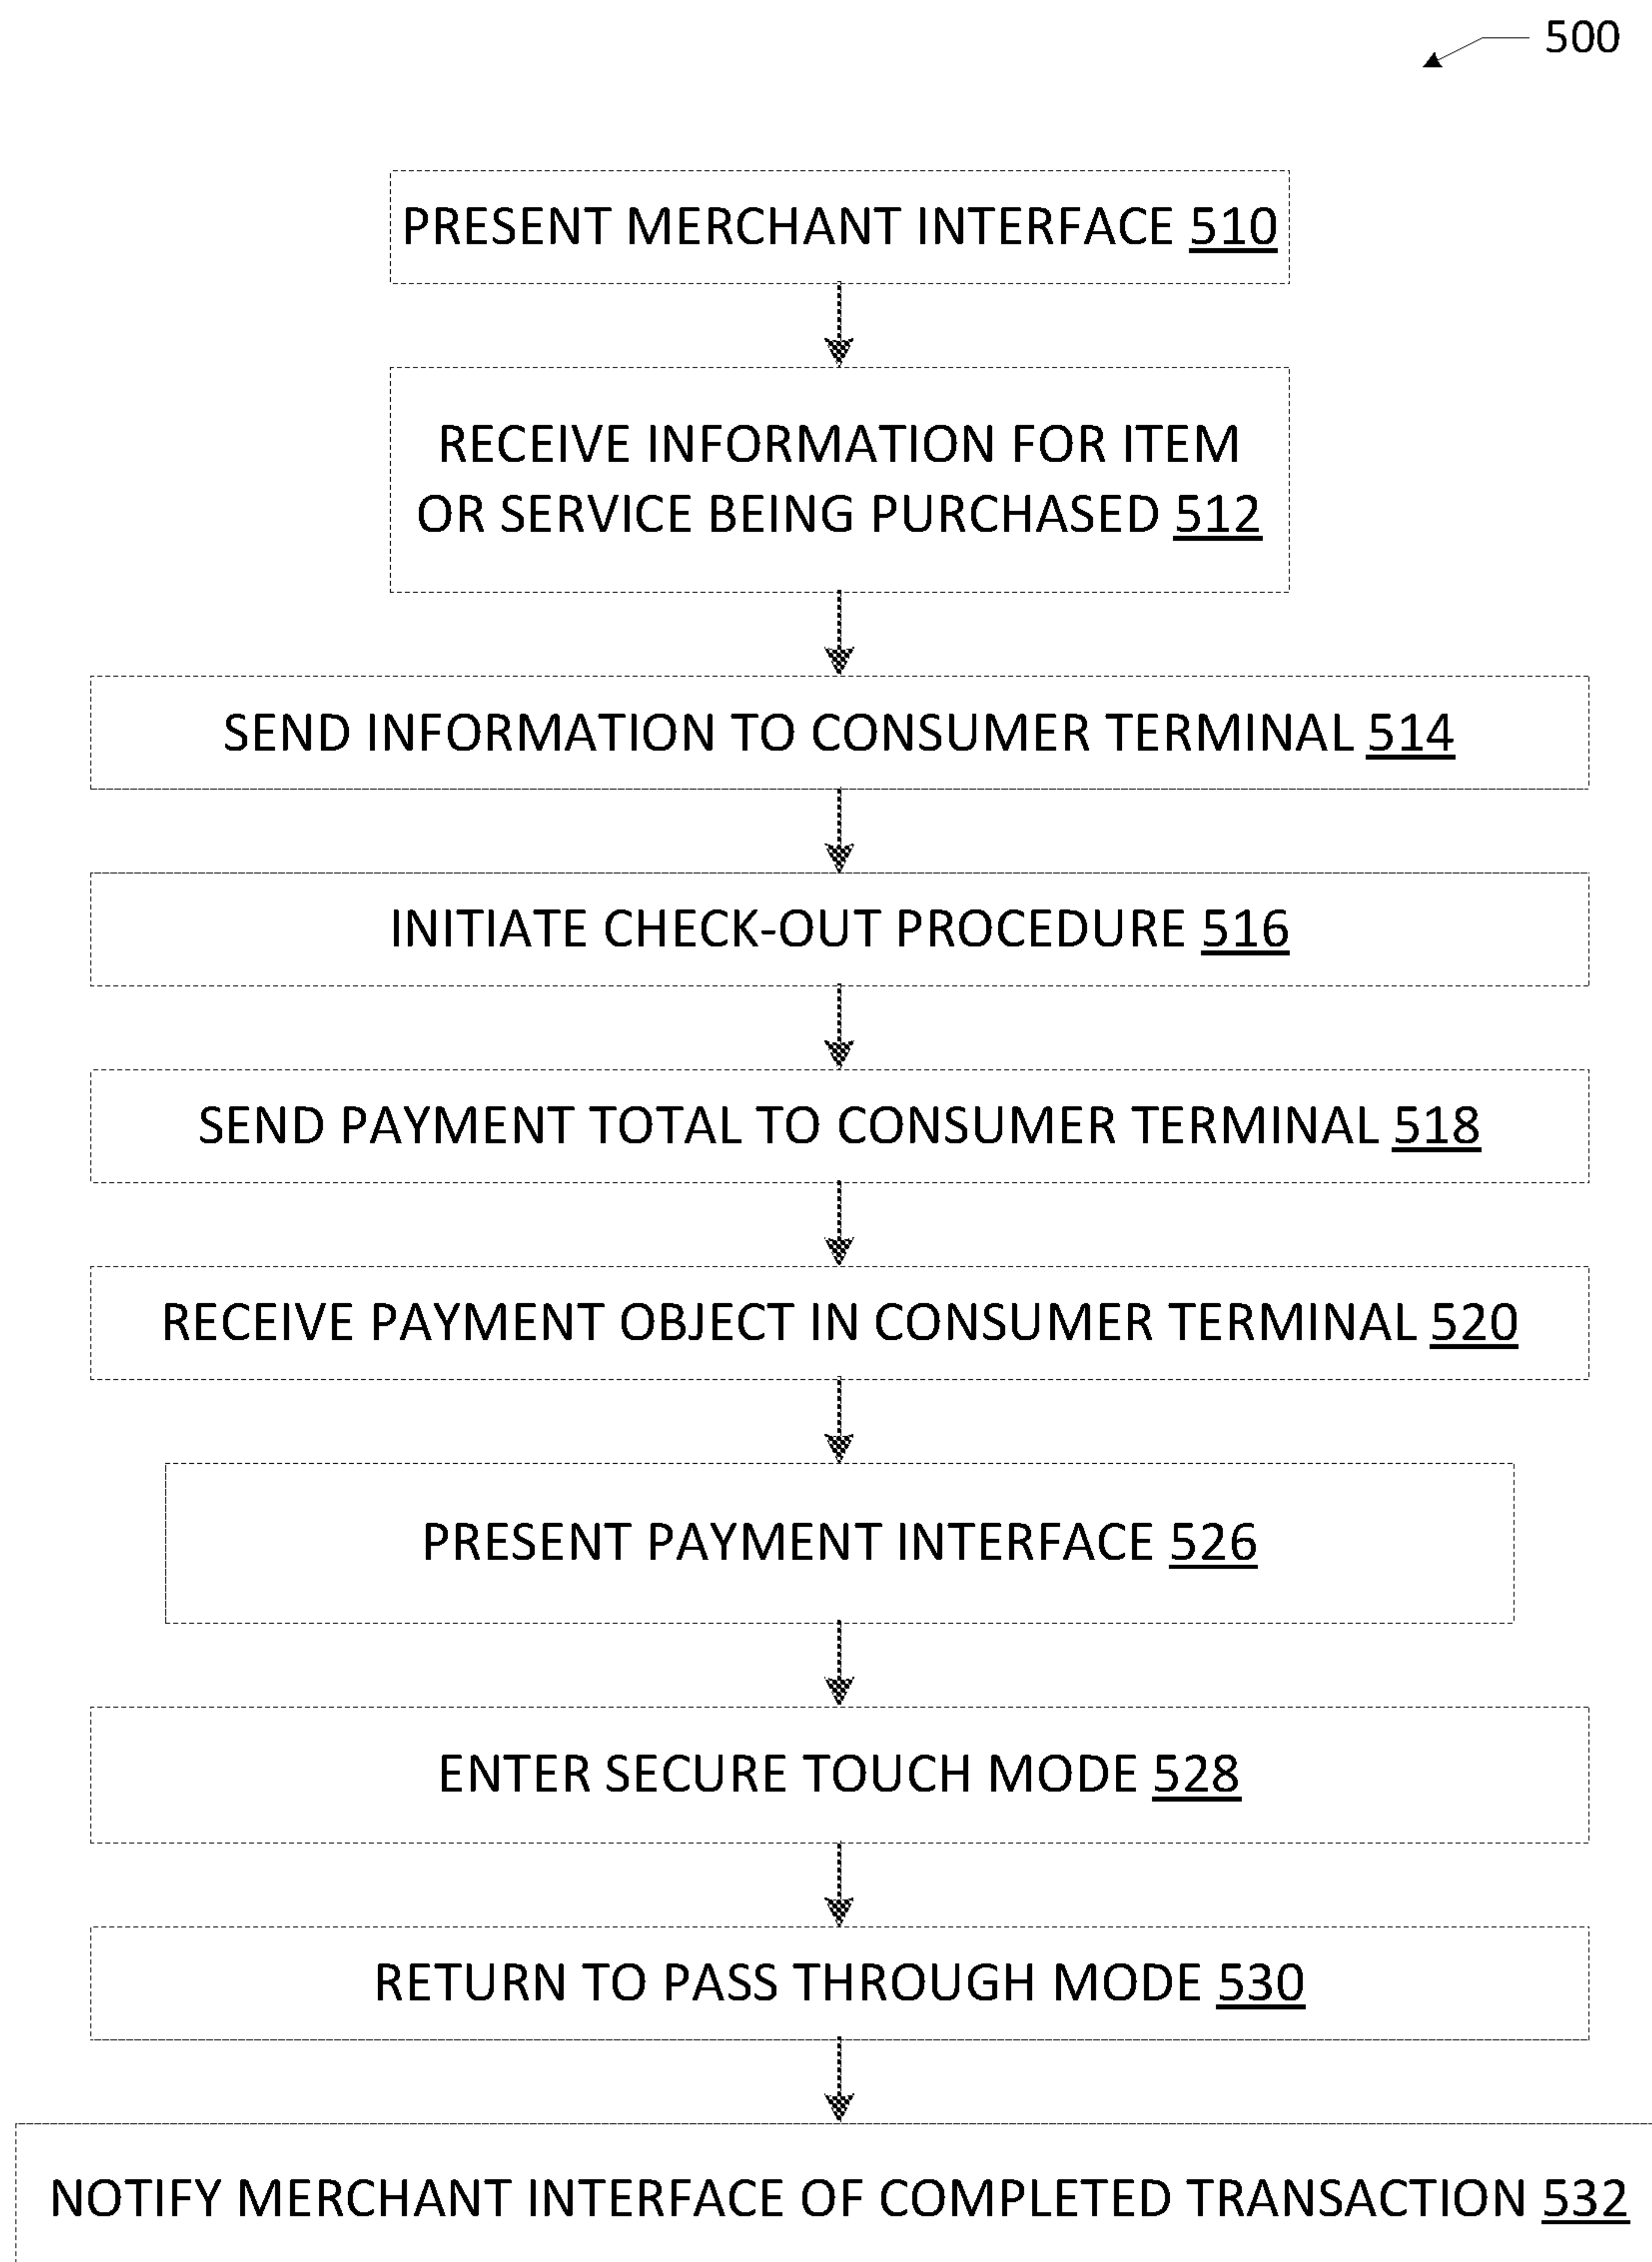 500
PRESENT MERCHANT INTERFACE 510
RECEIVE INFORMATION FOR ITEM
OR SERVICE BEING PURCHASED 512
SEND INFORMATION TO CONSUMER TERMINAL 514
INITIATE CHECK-OUT PROCEDURE 516
SEND PAYMENT TOTAL TO CONSUMER TERMINAL 518
RECEIVE PAYMENT OBJECT IN CONSUMER TERMINAL 520
PRESENT PAYMENT INTERFACE 526
ENTER SECURE TOUCH MODE 528
RETURN TO PASS THROUGH MODE 530
NOTIFY MERCHANT INTERFACE OF COMPLETED TRANSACTION 532